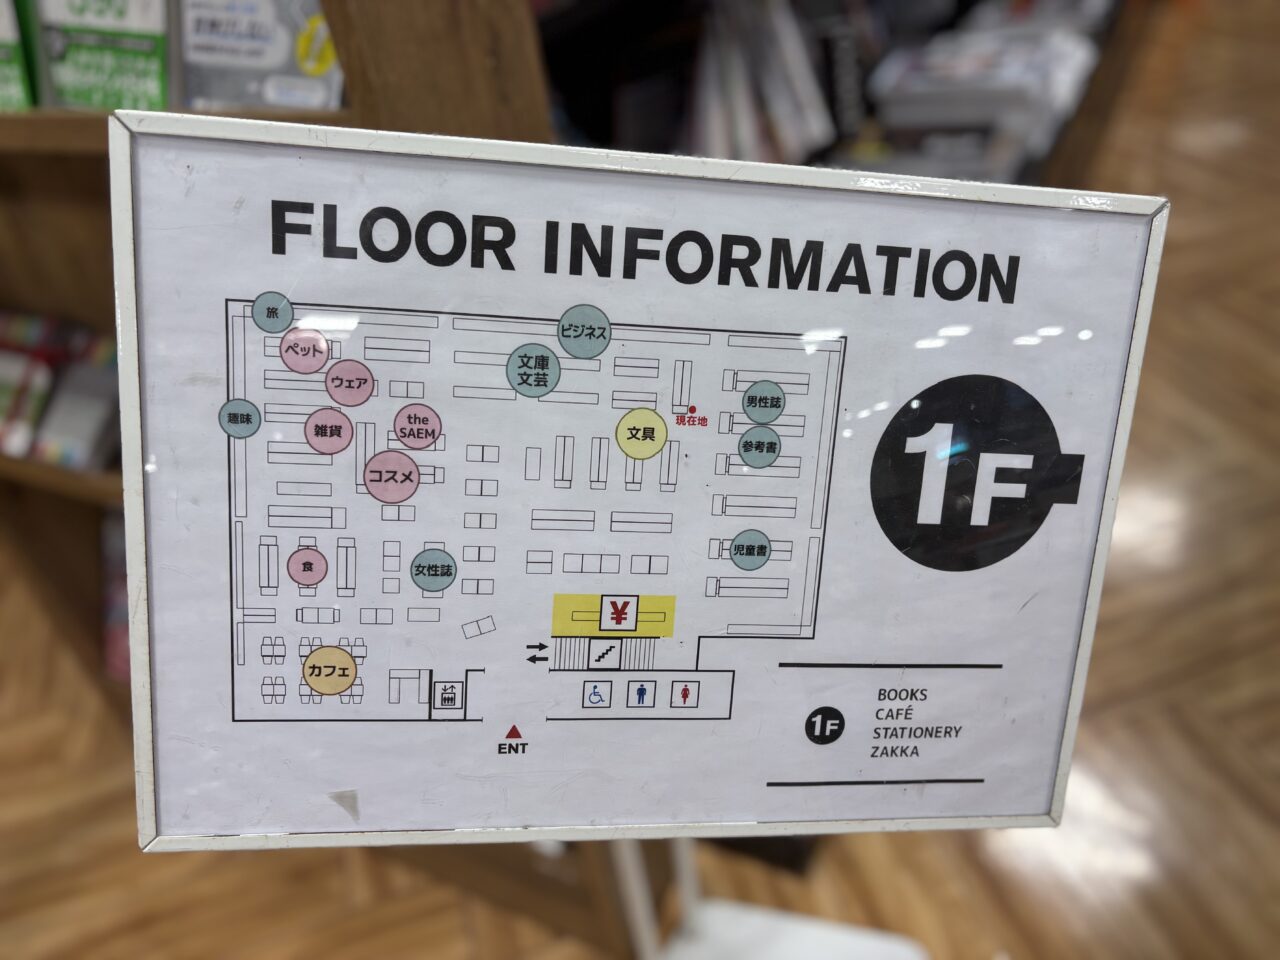 FLOOR INFORMATION
旅
ペット
ウェア
趣味
雑貨
the
SAEM
コスメ
ビジネス
文庫
文芸
文具
現在地
男性誌
参考書
児童書
食
女性誌
カフェ
¥
ENT
1F
1F
BOOKS
CAFÉ
STATIONERY
ZAKKA